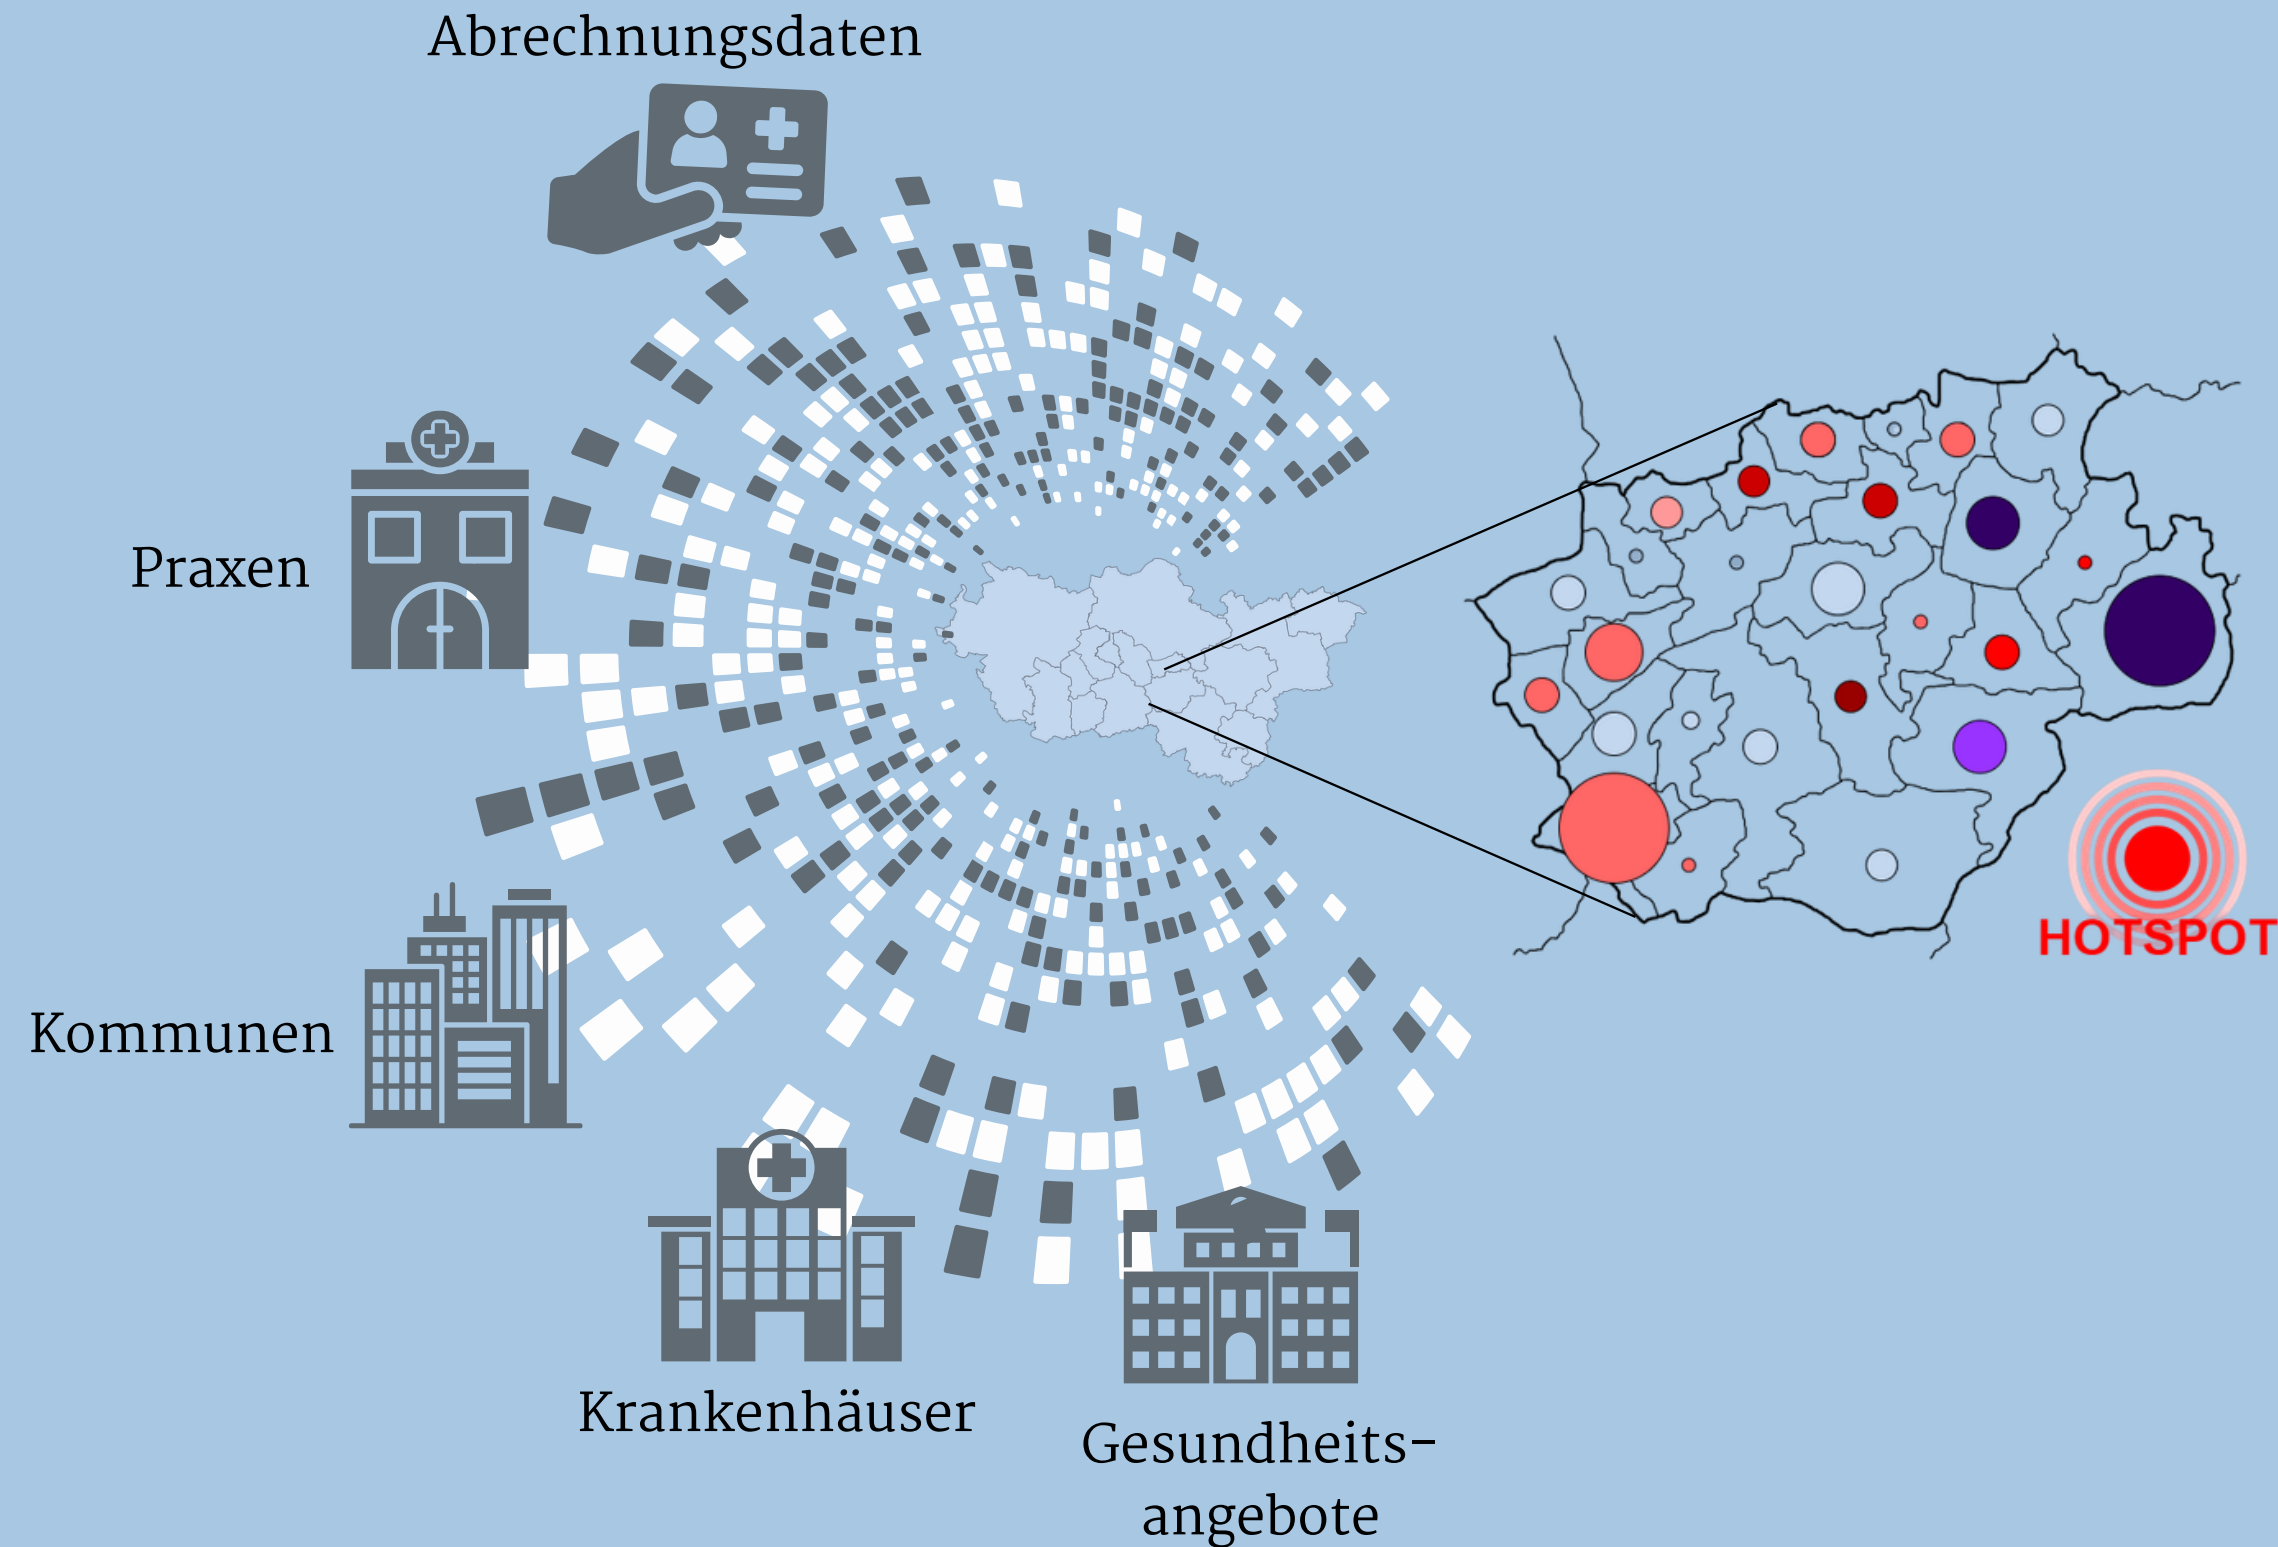 Abrechnungsdaten
Praxen
Kommunen
Krankenhäuser
Gesundheits-
angebote
HOTSPOT